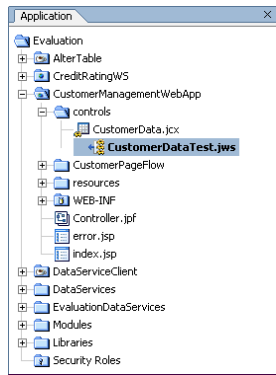 Application
Evaluation
AlterTable
CreditRatingWS
CustomerManagementWebApp
controls
CustomerData.jcx
CustomerDataTest.jws
CustomerPageFlow
resources
WEB-INF
Controller.jpf
error.jsp
index.jsp
DataServiceClient
DataServices
EvaluationDataServices
Modules
Libraries
Security Roles